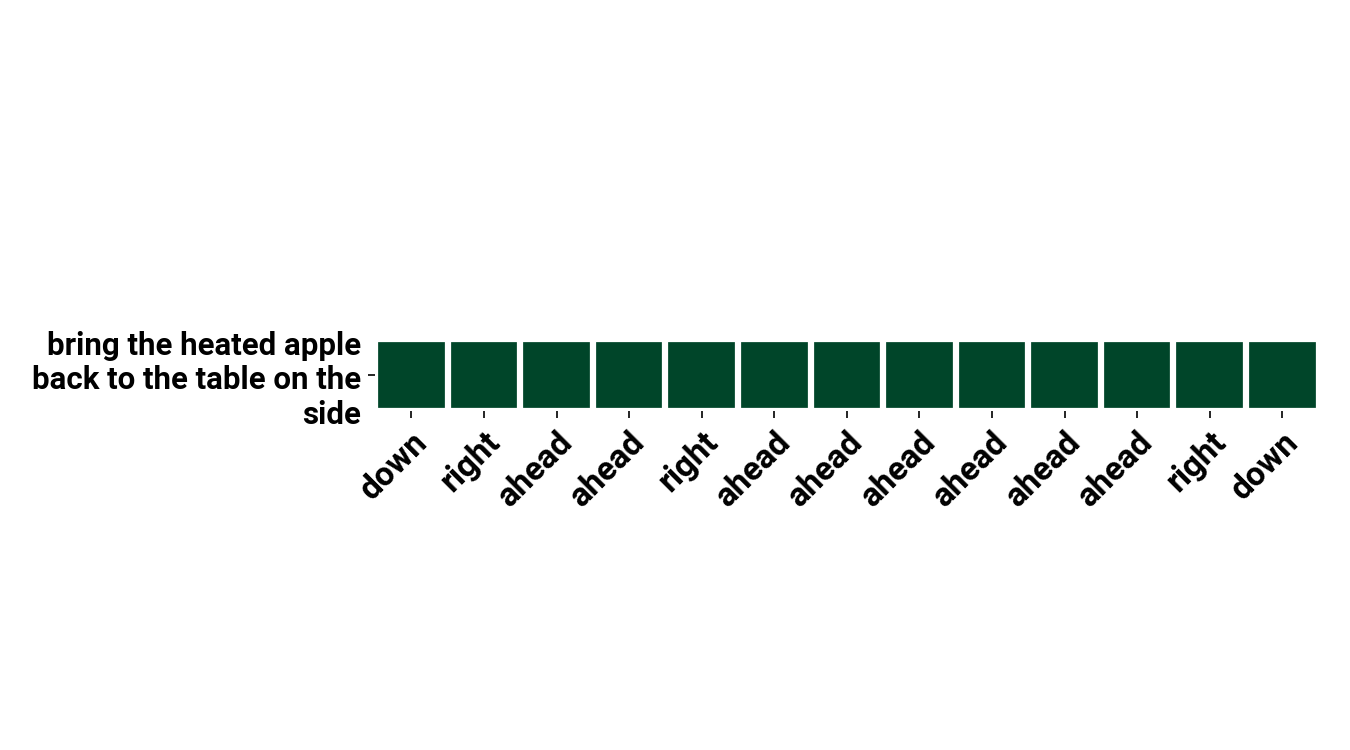 bring the heated apple
back to the table on the
side
down
right
ahead
ahead
right
ahead
ahead
ahead
ahead
ahead
ahead
right
down